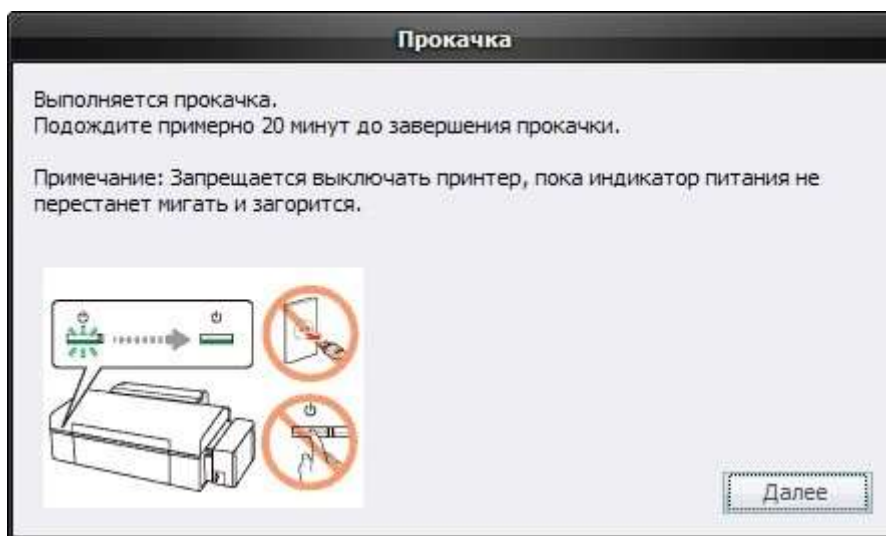 Прокачка
Выполняется прокачка.
Подождите примерно 20 минут до завершения прокачки.
Примечание: Запрещается выключать принтер, пока индикатор питания не
перестанет мигать и загорится.
Далее